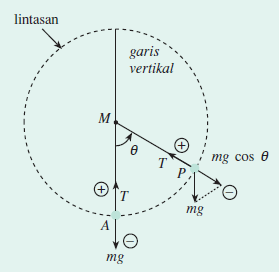 lintasan
garis
vertikal
M
θ
+
T
P
mg cos θ
−
mg
+
T
A
−
mg